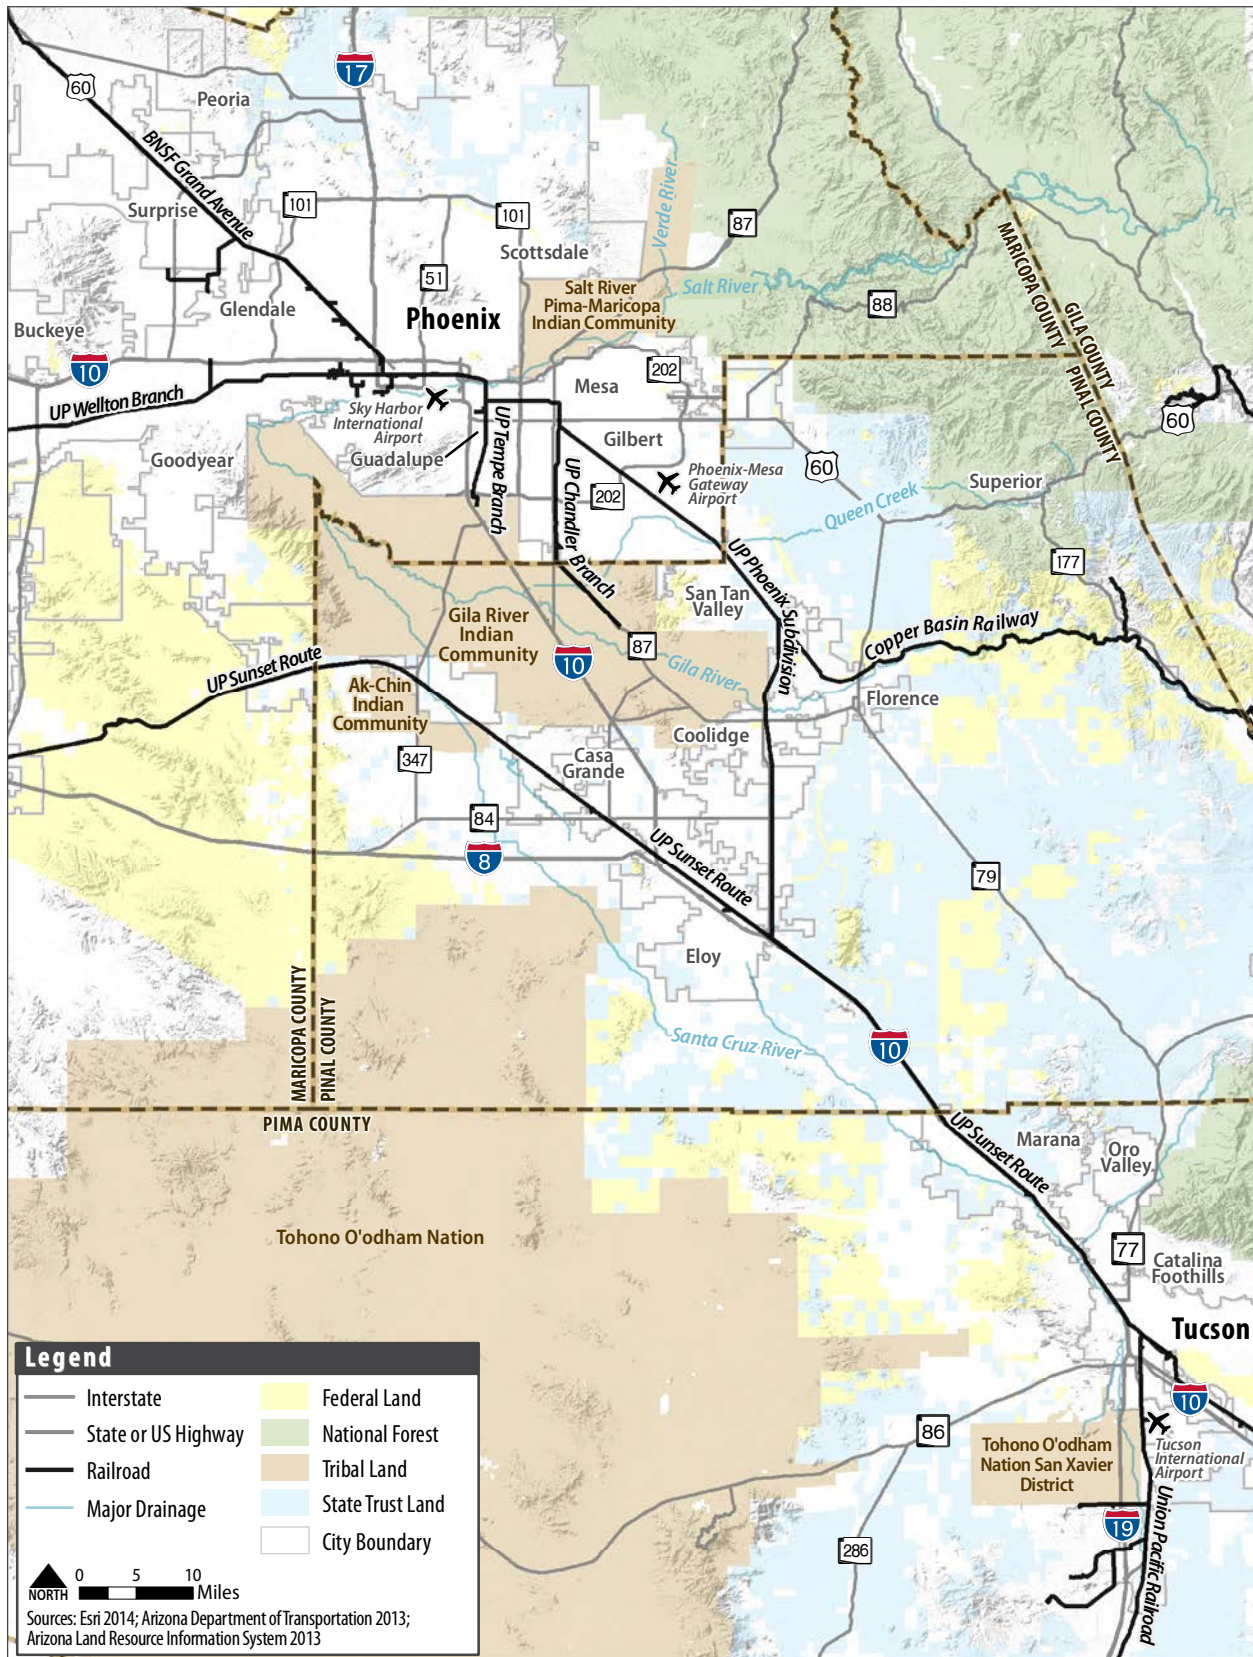 17
60
Peoria
BNSF Grand Avenue
Surprise
101
101
87
Verde River
Scottsdale
51
Salt River
Salt River
Pima-Maricopa
Indian Community
MARICOPA COUNTY
GILA COUNTY
PINAL COUNTY
Glendale
Phoenix
88
Buckeye
10
202
Mesa
UP Wellton Branch
Sky Harbor
International
Airport
60
Goodyear
Guadalupe
UP Tempe Branch
Gilbert
UP Chandler Branch
202
Phoenix-Mesa
Gateway
Airport
60
Superior
Queen Creek
177
UP Phoenix Subdivision
San Tan
Valley
Gila River
Indian
Community
87
10
Gila River
Copper Basin Railway
UP Sunset Route
Ak-Chin
Indian
Community
Florence
Coolidge
347
Casa
Grande
84
8
UP Sunset Route
79
Eloy
MARICOPA COUNTY
PINAL COUNTY
Santa Cruz River
10
PIMA COUNTY
UP Sunset Route
Marana
Oro
Valley
Tohono O'odham Nation
77
Catalina
Foothills
Tucson
10
86
Tohono O'odham
Nation San Xavier
District
Tucson
International
Airport
19
286
Union Pacific Railroad
Legend
Interstate
State or US Highway
Railroad
Major Drainage
Federal Land
National Forest
Tribal Land
State Trust Land
City Boundary
NORTH
0 5 10
Miles
Sources: Esri 2014; Arizona Department of Transportation 2013;
Arizona Land Resource Information System 2013